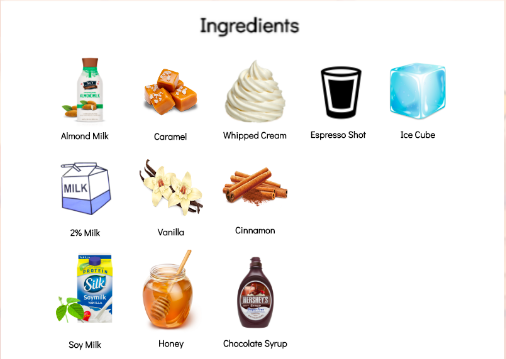 Ingredients
Almond Milk
Caramel
Whipped Cream
Espresso Shot
Ice Cube
MILK
2% Milk
Vanilla
Cinnamon
PROTEIN
Silk
Soymilk
HERSHEY'S
Soy Milk
Honey
Chocolate Syrup